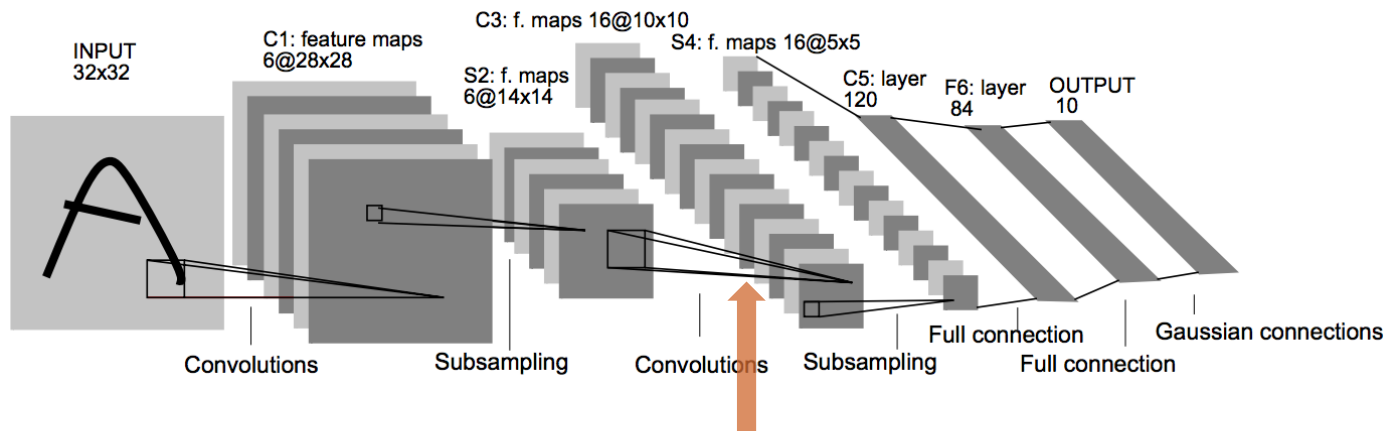 INPUT
32x32
C1: feature maps
6@28x28
S2: f. maps
6@14x14
C3: f. maps 16@10x10
S4: f. maps 16@5x5
C5: layer
120
F6: layer
84
OUTPUT
10
Convolutions
Subsampling
Convolutions
Subsampling
Full connection
Full connection
Gaussian connections